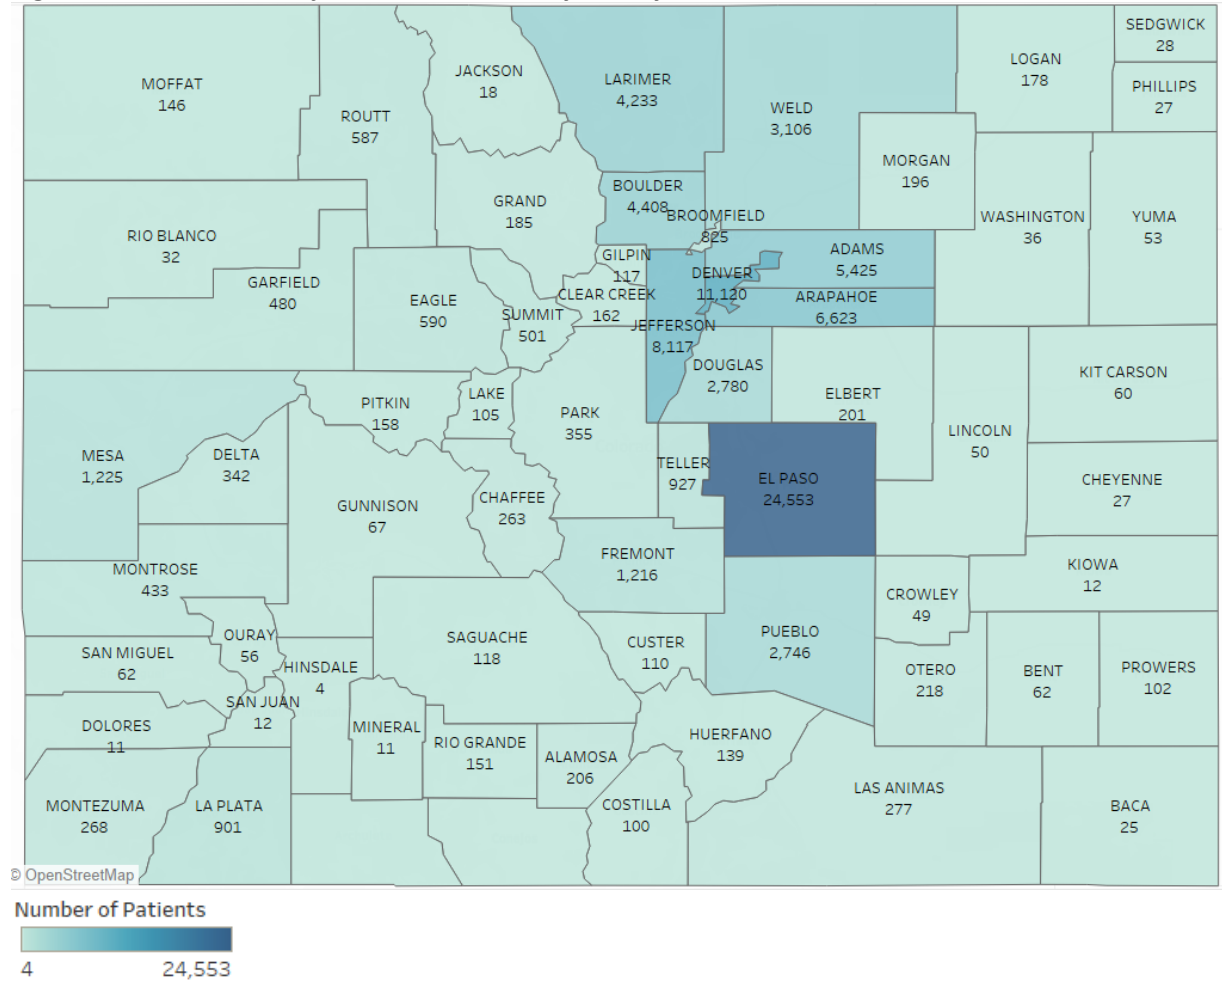 SEDGWICK
28
LOGAN
178
JACKSON
18
LARIMER
4,233
MOFFAT
146
PHILLIPS
27
WELD
3,106
ROUTT
587
MORGAN
196
BOULDER
4,408
GRAND
185
BROOMFIELD
825
WASHINGTON
36
YUMA
53
RIO BLANCO
32
ADAMS
5,425
GILPIN
117
DENVER
11,120
GARFIELD
480
EAGLE
590
CLEAR CREEK
162
ARAPAHOE
6,623
SUMMIT
501
JEFFERSON
8,117
DOUGLAS
2,780
KIT CARSON
60
ELBERT
201
LAKE
105
PITKIN
158
PARK
355
LINCOLN
50
MESA
1,225
DELTA
342
TELLER
927
EL PASO
24,553
CHEYENNE
27
CHAFFEE
263
GUNNISON
67
FREMONT
1,216
KIOWA
12
MONTROSE
433
CROWLEY
49
OURAY
56
SAGUACHE
118
PUEBLO
2,746
CUSTER
110
SAN MIGUEL
62
HINSDALE
4
OTERO
218
BENT
62
PROWERS
102
SAN JUAN
12
DOLORES
11
MINERAL
11
RIO GRANDE
151
HUERFANO
139
ALAMOSA
206
LAS ANIMAS
277
MONTEZUMA
268
LA PLATA
901
COSTILLA
100
BACA
25
© OpenStreetMap
Number of Patients
4 24,553